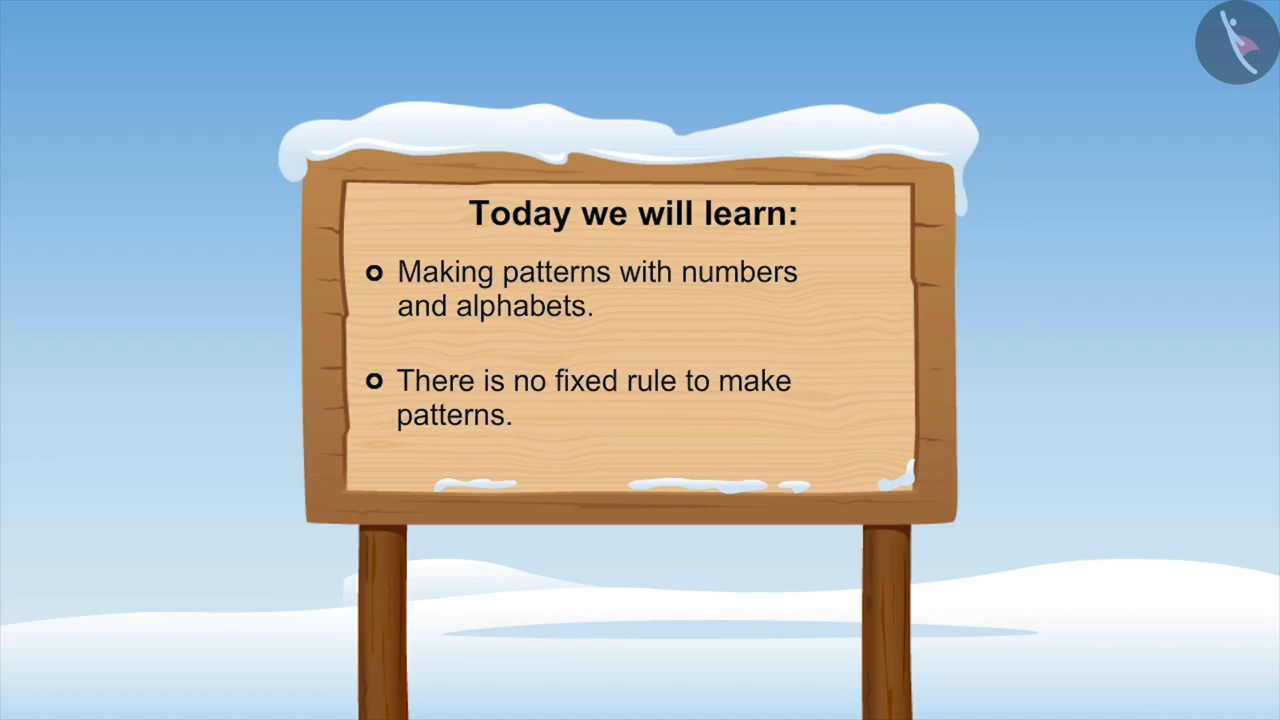 Today we will learn:
Making patterns with numbers
and alphabets.
There is no fixed rule to make
patterns.